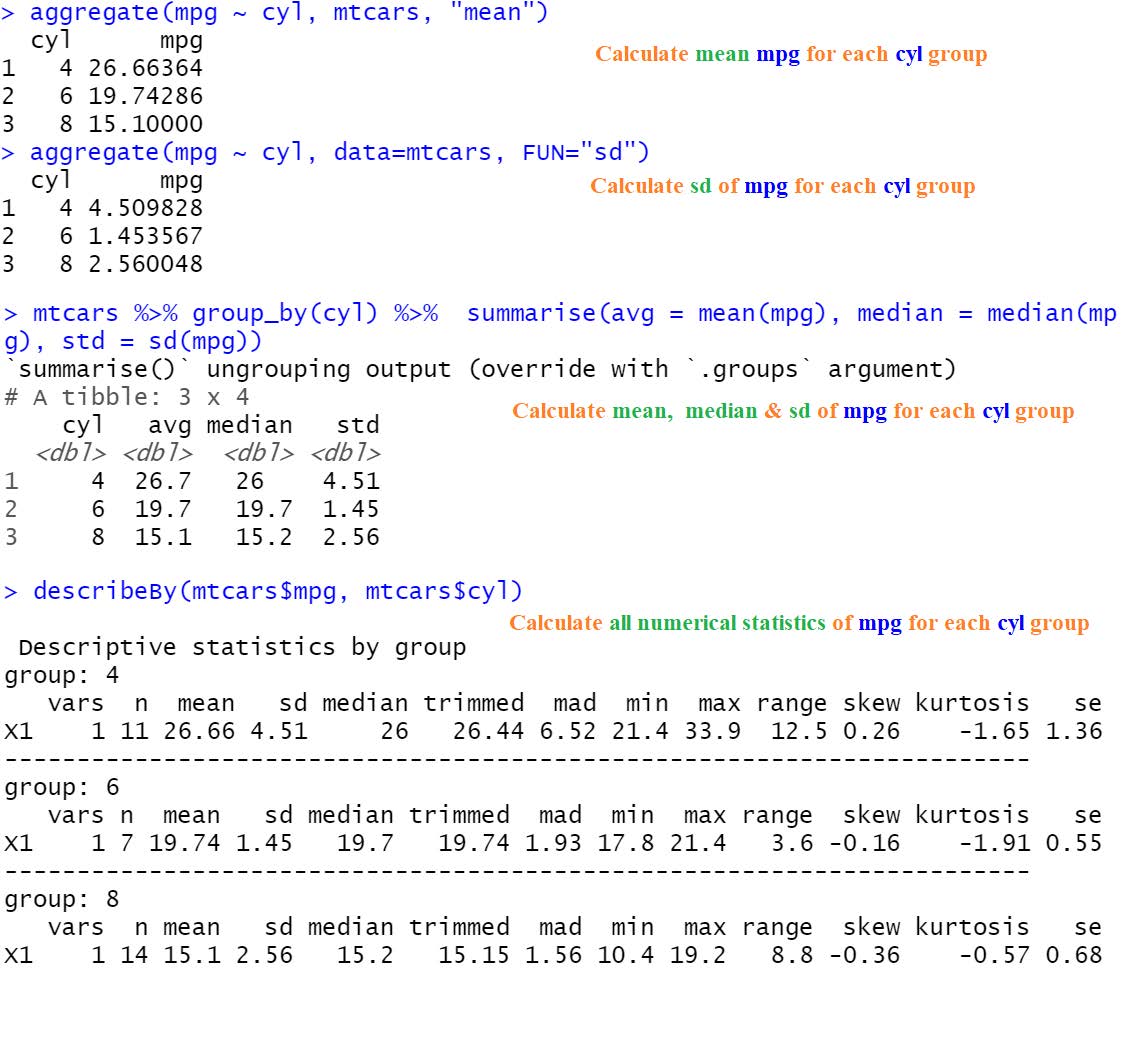 > aggregate(mpg ~ cyl, mtcars, "mean")
  cyl      mpg
Calculate mean mpg for each cyl group
1   4 26.66364
2   6 19.74286
3   8 15.10000
> aggregate(mpg ~ cyl, data=mtcars, FUN="sd")
  cyl      mpg
Calculate sd of mpg for each cyl group
1   4 4.509828
2   6 1.453567
3   8 2.560048
> mtcars %>% group_by(cyl) %>%  summarise(avg = mean(mpg), median = median(mp
g), std = sd(mpg))
`summarise()` ungrouping output (override with `.groups` argument)
# A tibble: 3 x 4
Calculate mean,  median & sd of mpg for each cyl group
    cyl   avg median   std
  <dbl> <dbl>  <dbl> <dbl>
1     4  26.7   26    4.51
2     6  19.7   19.7  1.45
3     8  15.1   15.2  2.56
> describeBy(mtcars$mpg, mtcars$cyl)
Calculate all numerical statistics of mpg for each cyl group
 Descriptive statistics by group
group: 4
   vars  n  mean   sd median trimmed  mad  min  max range skew kurtosis   se
X1    1 11 26.66 4.51     26   26.44 6.52 21.4 33.9  12.5 0.26    -1.65 1.36
-----------------------------------------------------------------------
group: 6
   vars n  mean   sd median trimmed  mad  min  max range  skew kurtosis   se
X1    1 7 19.74 1.45   19.7   19.74 1.93 17.8 21.4   3.6 -0.16    -1.91 0.55
-----------------------------------------------------------------------
group: 8
   vars  n mean   sd median trimmed  mad  min  max range  skew kurtosis   se
X1    1 14 15.1 2.56   15.2   15.15 1.56 10.4 19.2   8.8 -0.36    -0.57 0.68